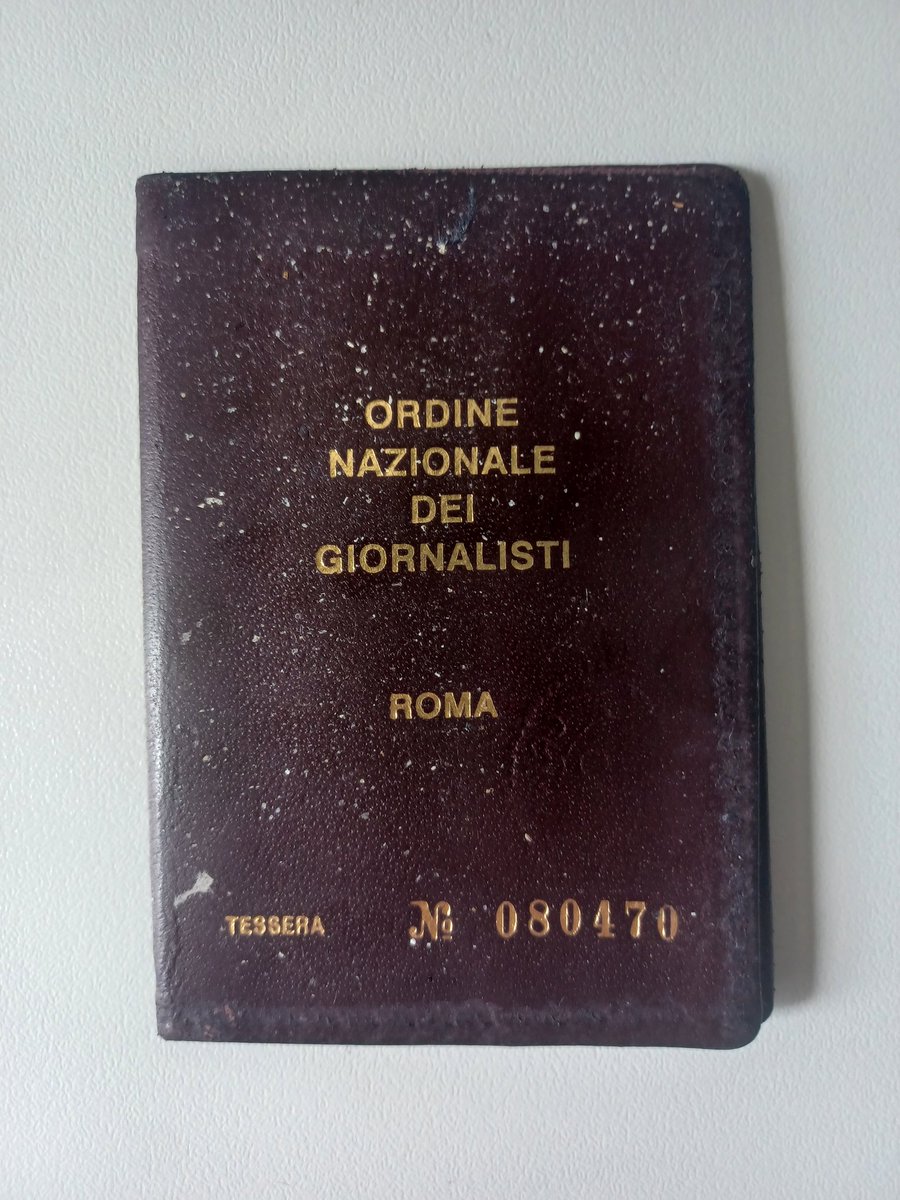 ORDINE
NAZIONALE
DEI
GIORNALISTI
ROMA
TESSERA № 080470